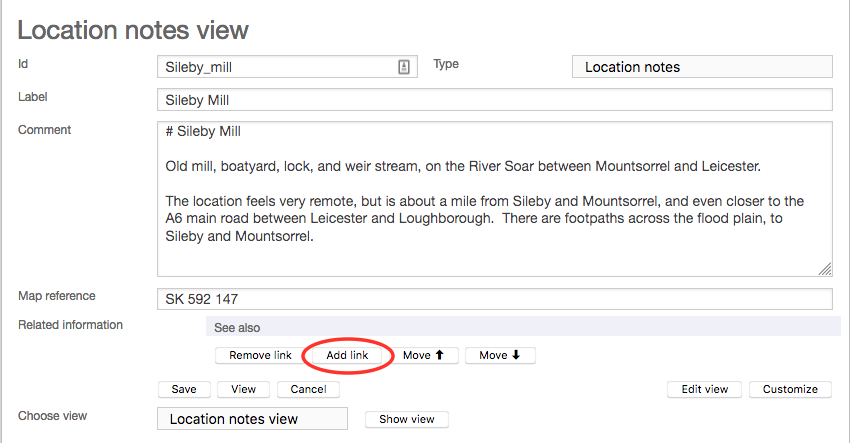 Location notes view
Id Sileby_mill Type Location notes
Label Sileby Mill
Comment # Sileby Mill
Old mill, boatyard, lock, and weir stream, on the River Soar between Mountsorrel and Leicester.
The location feels very remote, but is about a mile from Sileby and Mountsorrel, and even closer to the
A6 main road between Leicester and Loughborough.  There are footpaths across the flood plain, to
Sileby and Mountsorrel.
Map reference SK 592 147
Related information See also
Remove link Add link Move ⬆ Move ⬇
Save View Cancel Edit view Customize
Choose view Location notes view Show view